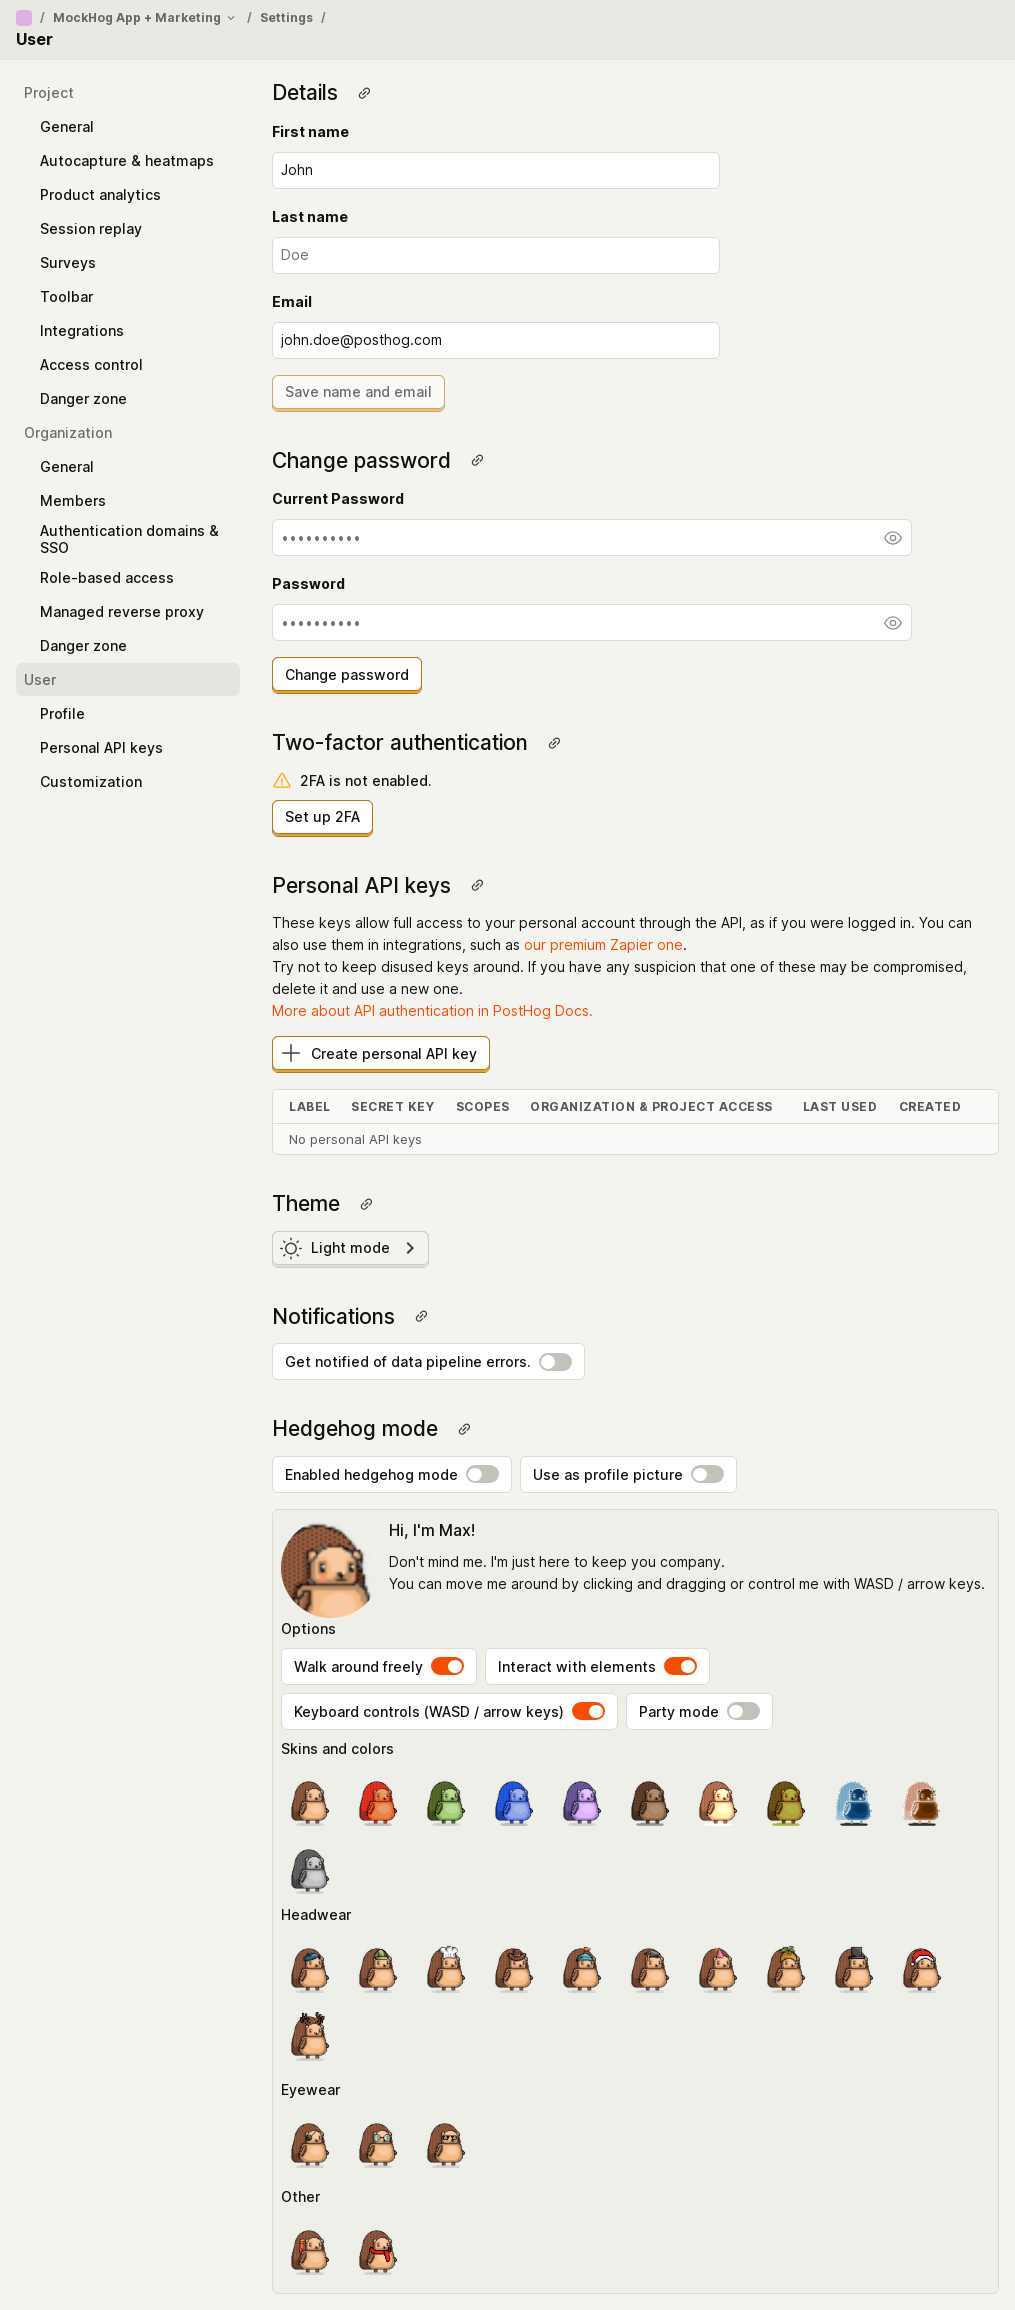 / MockHog App + Marketing / Settings /
User
Project
General
Autocapture & heatmaps
Product analytics
Session replay
Surveys
Toolbar
Integrations
Access control
Danger zone
Organization
General
Members
Authentication domains &
SSO
Role-based access
Managed reverse proxy
Danger zone
User
Profile
Personal API keys
Customization
Details
First name
John
Last name
Doe
Email
john.doe@posthog.com
Save name and email
Change password
Current Password
••••••••••
Password
••••••••••
Change password
Two-factor authentication
2FA is not enabled.
Set up 2FA
Personal API keys
These keys allow full access to your personal account through the API, as if you were logged in. You can
also use them in integrations, such as our premium Zapier one.
Try not to keep disused keys around. If you have any suspicion that one of these may be compromised,
delete it and use a new one.
More about API authentication in PostHog Docs.
Create personal API key
LABEL SECRET KEY SCOPES ORGANIZATION & PROJECT ACCESS LAST USED CREATED
No personal API keys
Theme
Light mode
Notifications
Get notified of data pipeline errors.
Hedgehog mode
Enabled hedgehog mode Use as profile picture
Hi, I'm Max!
Don't mind me. I'm just here to keep you company.
You can move me around by clicking and dragging or control me with WASD / arrow keys.
Options
Walk around freely Interact with elements
Keyboard controls (WASD / arrow keys) Party mode
Skins and colors
Headwear
Eyewear
Other